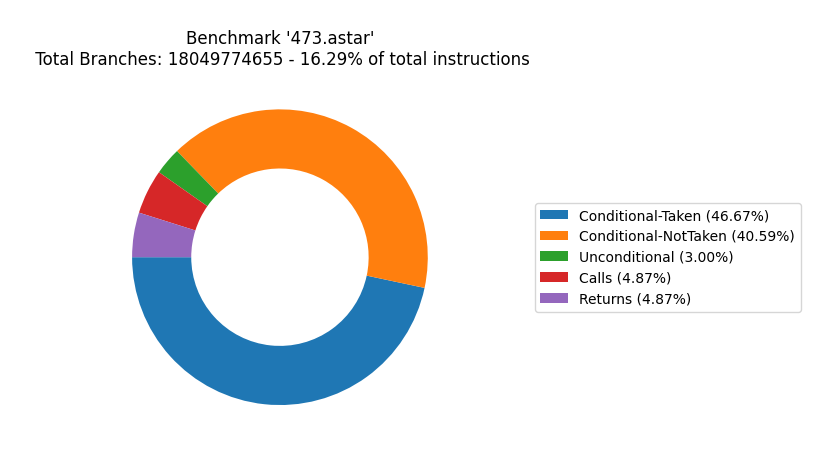 Benchmark '473.astar'
Total Branches: 18049774655 - 16.29% of total instructions
Conditional-Taken (46.67%)
Conditional-NotTaken (40.59%)
Unconditional (3.00%)
Calls (4.87%)
Returns (4.87%)